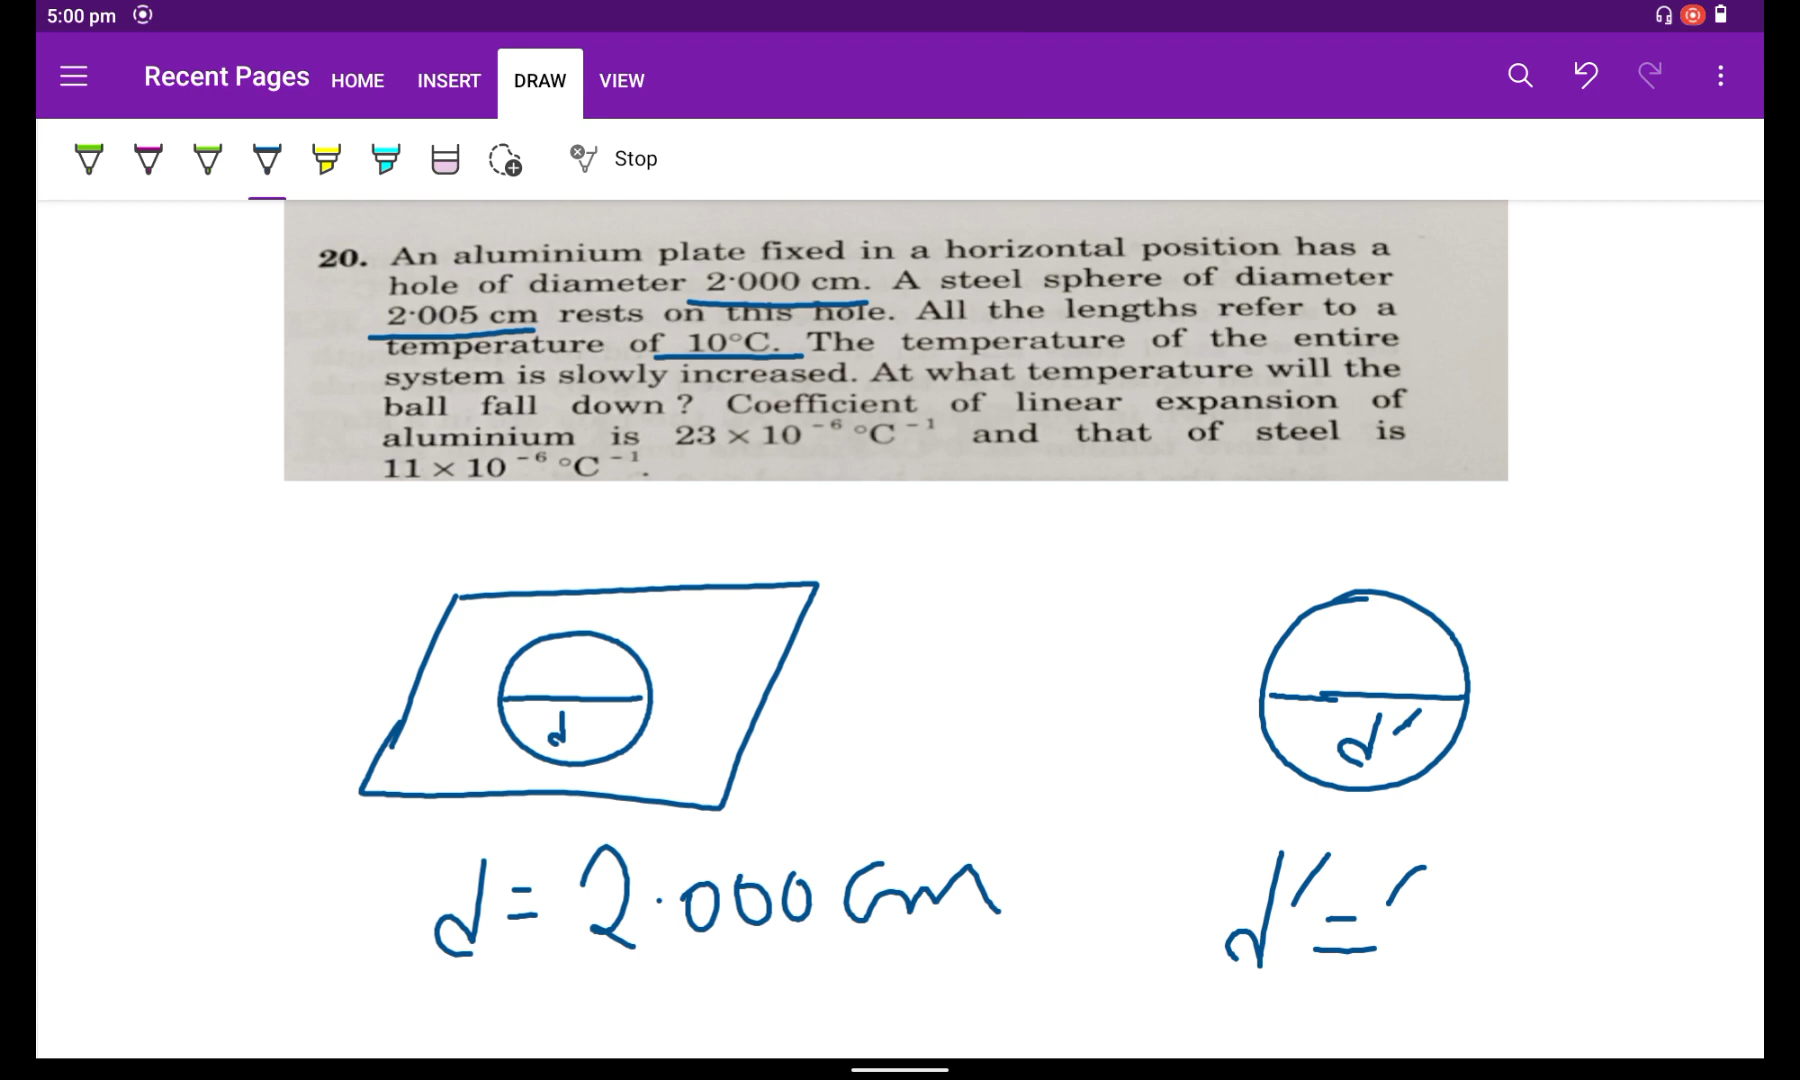 5:00 pm
Recent Pages HOME INSERT DRAW VIEW
Stop
20. An aluminium plate fixed in a horizontal position has a
hole of diameter 2·000 cm. A steel sphere of diameter
2·005 cm rests on this hole. All the lengths refer to a
temperature of 10°C. The temperature of the entire
system is slowly increased. At what temperature will the
ball fall down ? Coefficient of linear expansion of
aluminium is 23 × 10⁻⁶ °C⁻¹ and that of steel is
11 × 10⁻⁶ °C⁻¹.
d
d′
d = 2.000 cm
d′ =